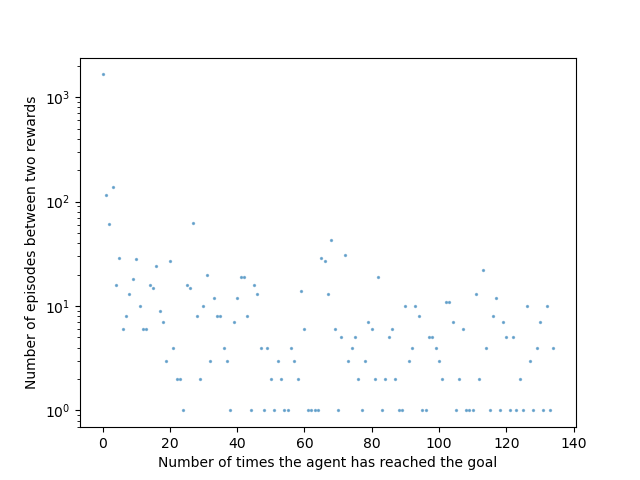 Number of episodes between two rewards
10³
10²
10¹
10⁰
0 20 40 60 80 100 120 140
Number of times the agent has reached the goal